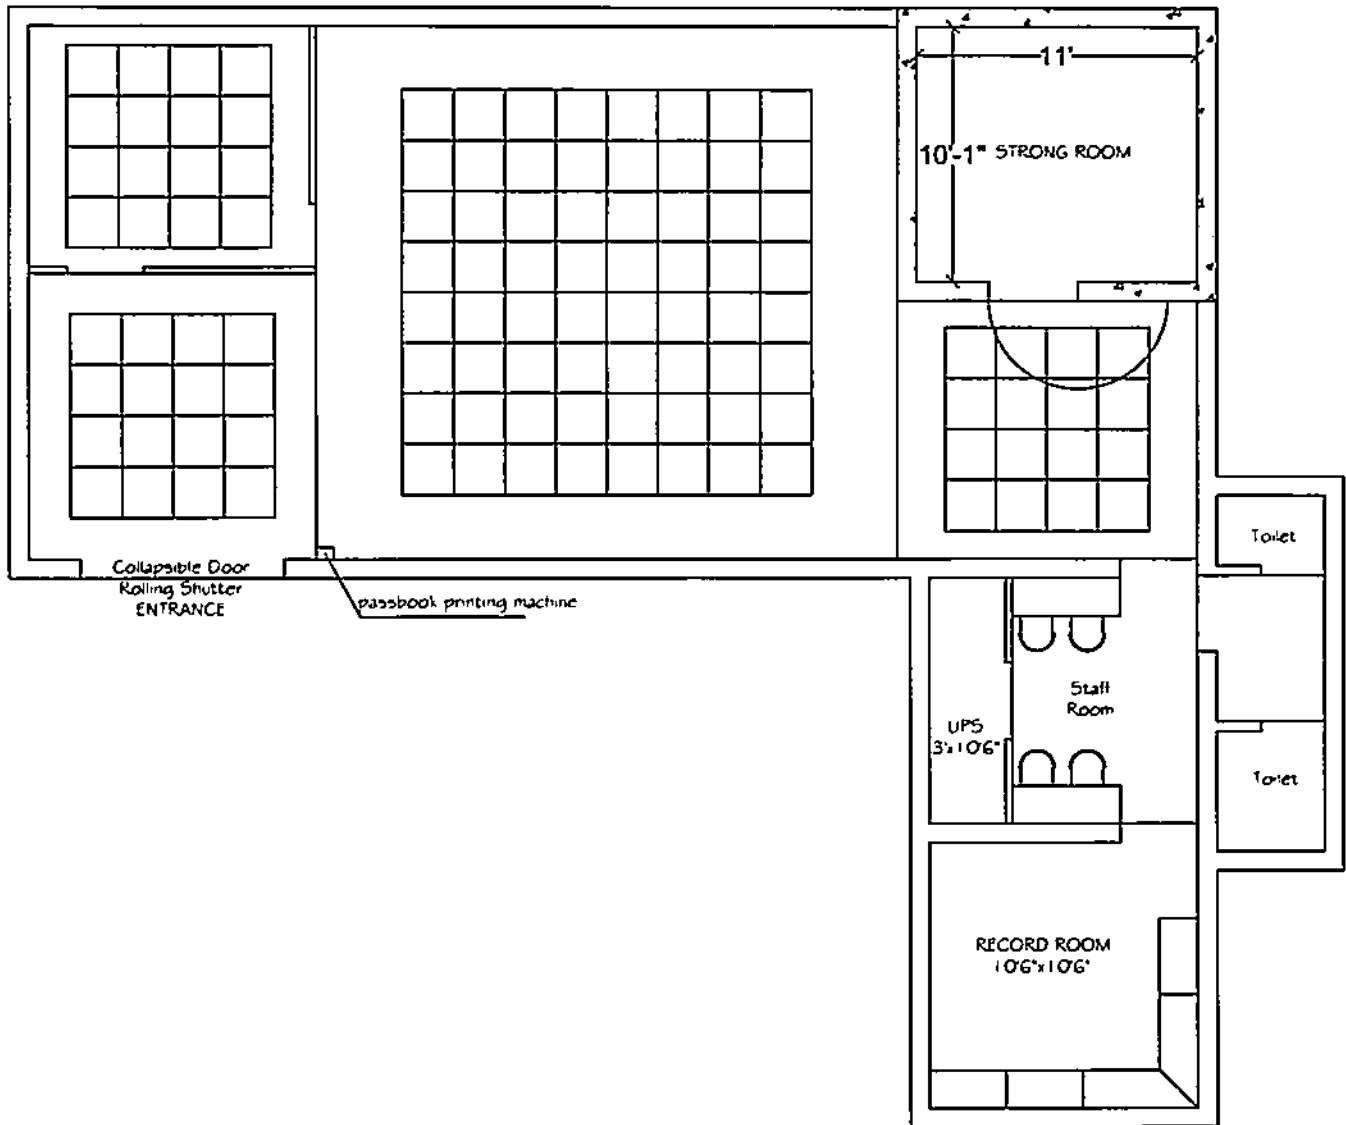 11'
10'-1"
STRONG ROOM
Collapsible Door
Rolling Shutter
ENTRANCE
passbook printing machine
Toilet
Staff
Room
UPS
3'x10'6"
Toilet
RECORD ROOM
10'6"x10'6"